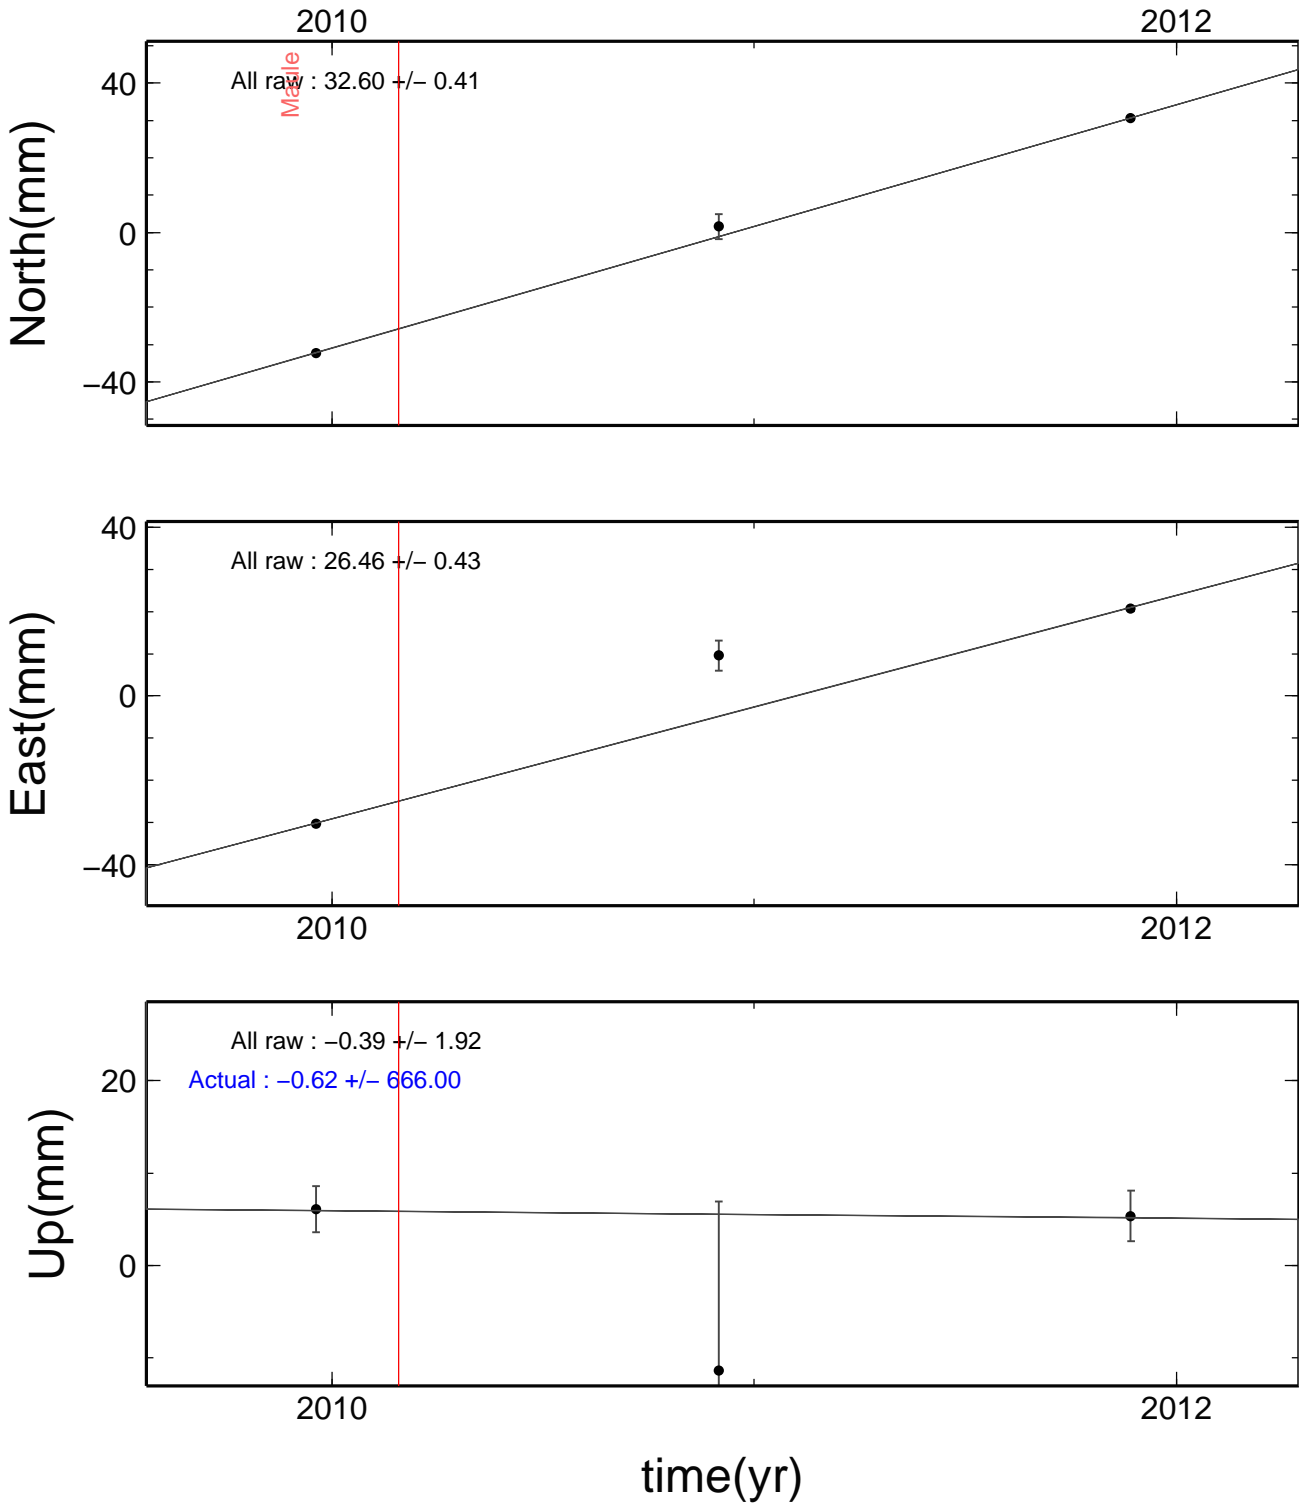 2010 2012
Maule
All raw : 32.60 +/− 0.41
40
0
−40
North(mm)
40
All raw : 26.46 +/− 0.43
0
−40
East(mm)
2010 2012
All raw : −0.39 +/− 1.92
Actual : −0.62 +/− 666.00
20
0
Up(mm)
2010 2012
time(yr)